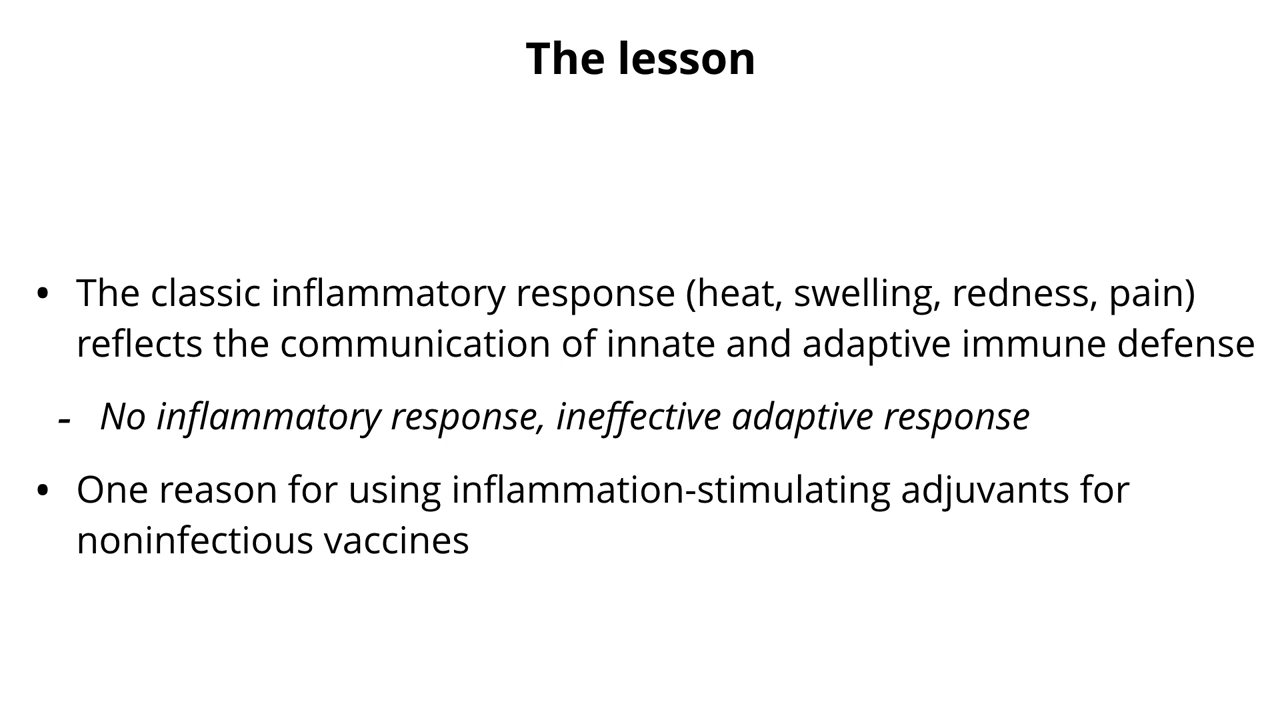 The lesson
• The classic inflammatory response (heat, swelling, redness, pain)
reflects the communication of innate and adaptive immune defense
- No inflammatory response, ineffective adaptive response
• One reason for using inflammation-stimulating adjuvants for
noninfectious vaccines